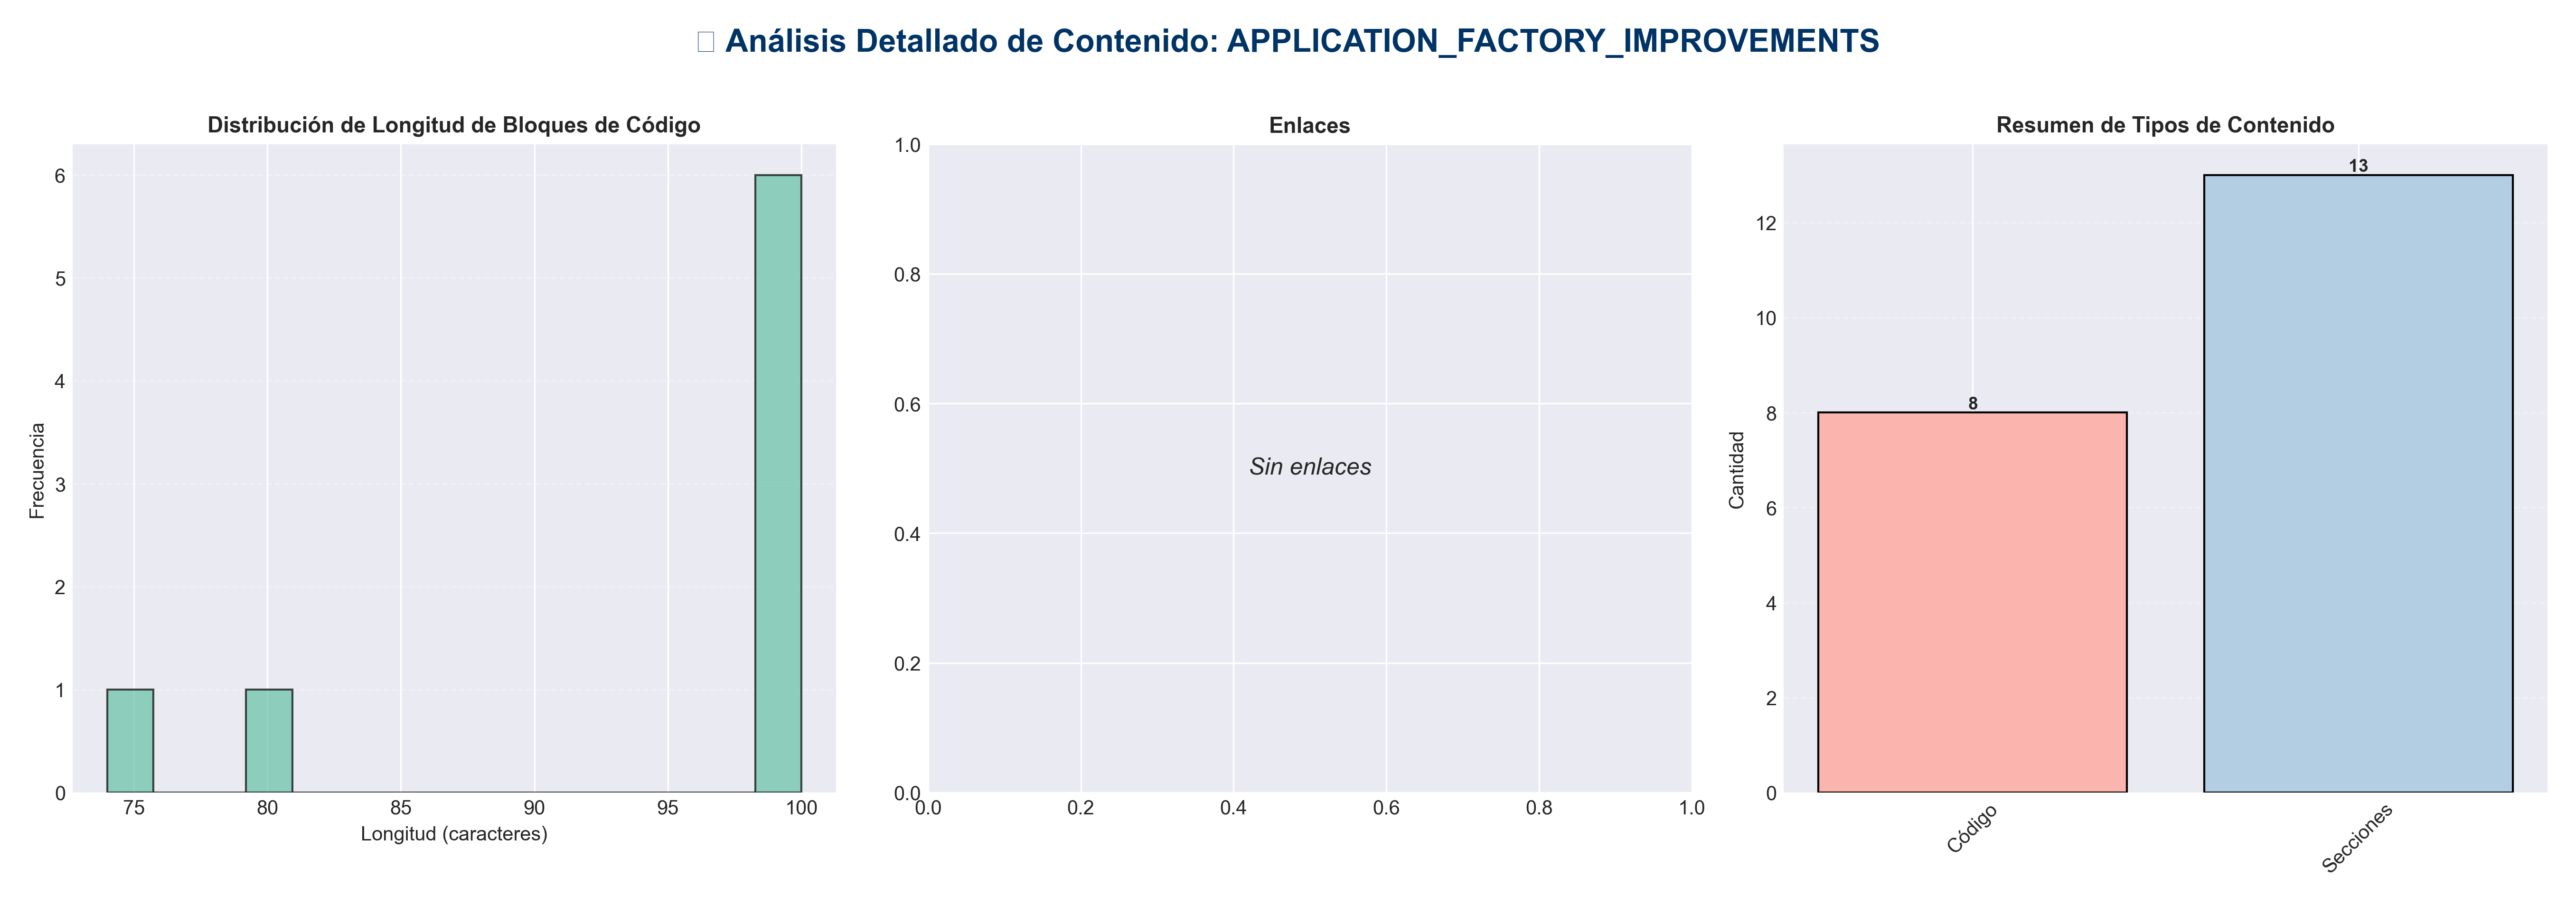 Análisis Detallado de Contenido: APPLICATION_FACTORY_IMPROVEMENTS
Distribución de Longitud de Bloques de Código
6
5
4
3
2
1
0
Frecuencia
75 80 85 90 95 100
Longitud (caracteres)
Enlaces
1.0
0.8
0.6
0.4
0.2
0.0
Sin enlaces
0.0 0.2 0.4 0.6 0.8 1.0
Resumen de Tipos de Contenido
12
10
8
6
4
2
0
Cantidad
8
13
Código
Secciones